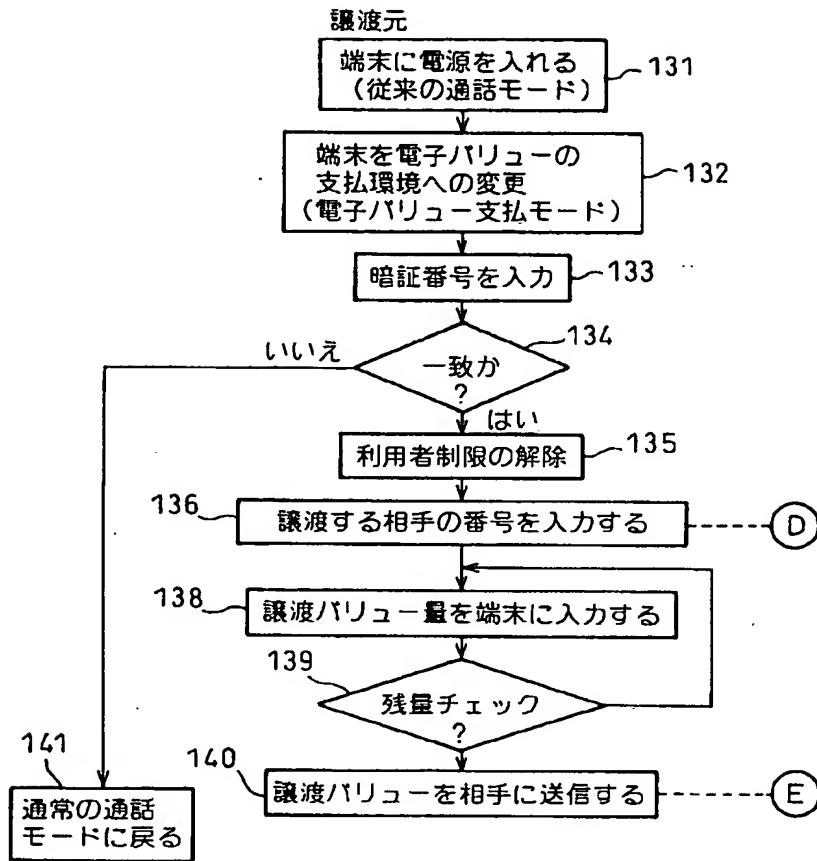 譲渡元
端末に電源を入れる
(従来の通話モード)
131
端末を電子バリューの
支払環境への変更
(電子バリュー支払モード)
132
暗証番号を入力
133
一致か
?
134
いいえ
はい
利用者制限の解除
135
136
譲渡する相手の番号を入力する
D
138
譲渡バリュー量を端末に入力する
139
残量チェック
?
140
譲渡バリューを相手に送信する
E
141
通常の通話
モードに戻る